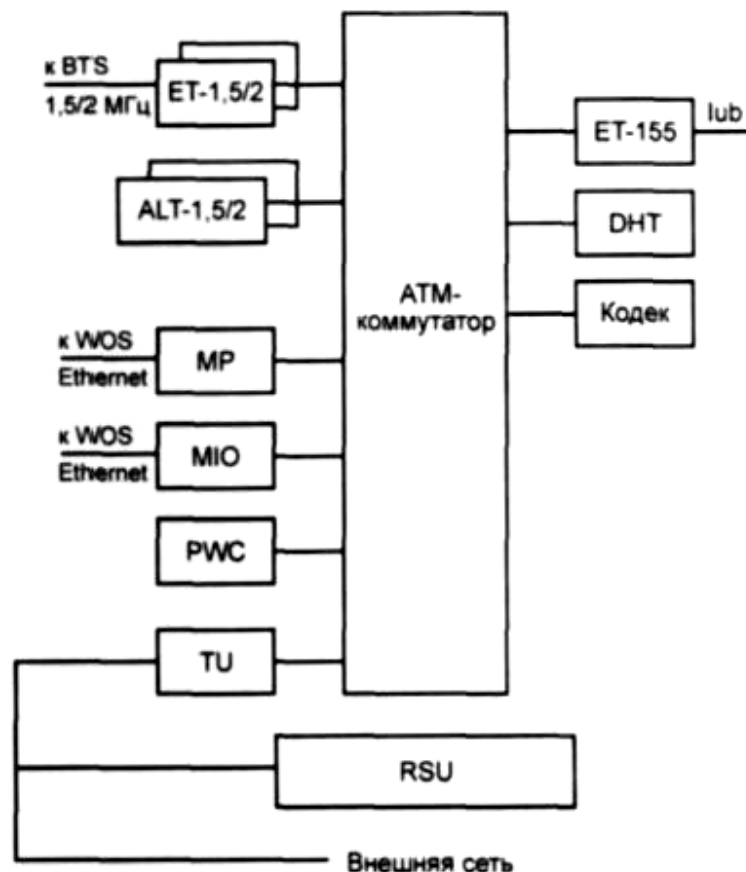 к BTS
1,5/2 МГц
ET-1,5/2
ALT-1,5/2
к WOS
Ethernet
MP
к WOS
Ethernet
MIO
PWC
TU
АТМ-
коммутатор
ET-155
Iub
DHT
Кодек
RSU
Внешняя сеть